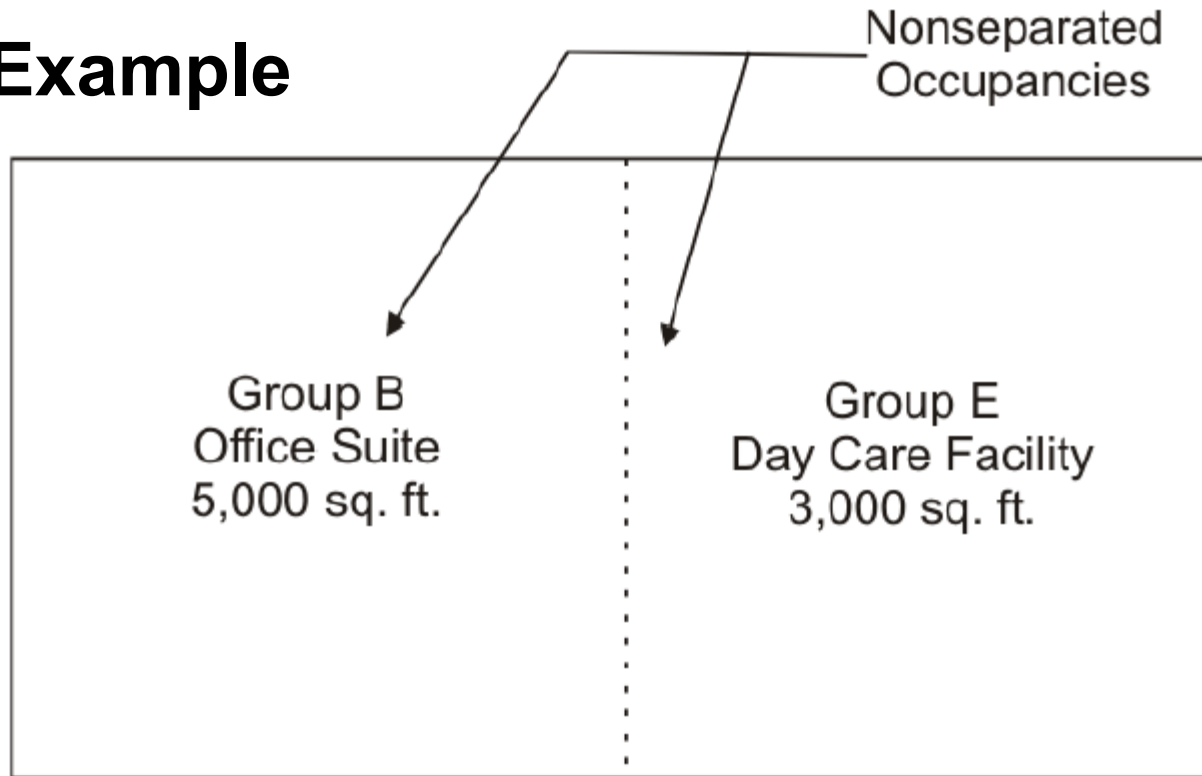 Example
Nonseparated
Occupancies
Group B
Office Suite
5,000 sq. ft.
Group E
Day Care Facility
3,000 sq. ft.